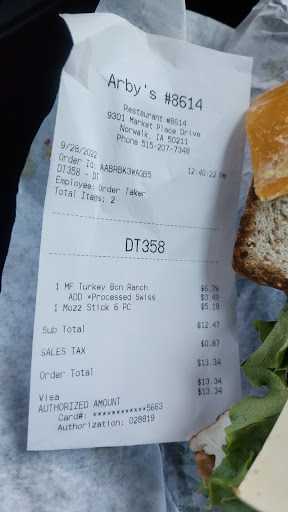 Arby's #8614
Restaurant #8614
9301 Market Place Drive
Norwalk, IA 50211
Phone 515-207-7348
9/28/2022 12:40:22 PM
Order Id: AABRBK3WAGB5
DT358 - DT
Employee: Order Taker
Total Items: 2
DT358
1 MF Turkey Bcn Ranch $6.79
ADD *Processed Swiss $0.49
1 Mozz Stick 6 PC $5.19
Sub Total $12.47
SALES TAX $0.87
Order Total $13.34
$13.34
Visa $13.34
AUTHORIZED AMOUNT
Card#: ************5663
Authorization: 028819